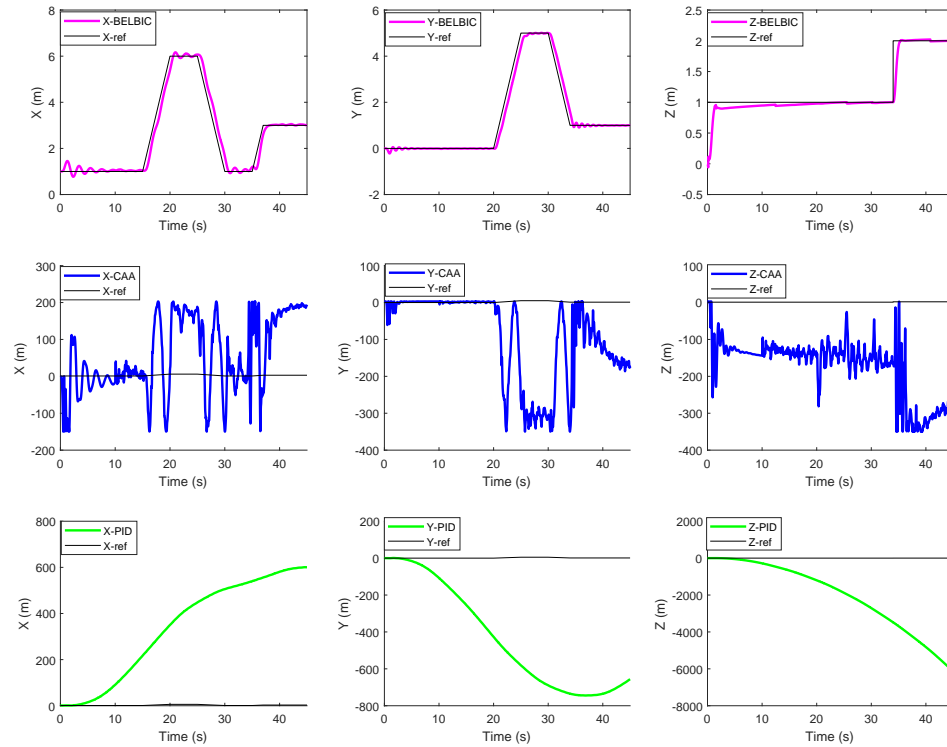 X-BELBIC
X-ref
8
6
4
2
0
X (m)
0 10 20 30 40
Time (s)
Y-BELBIC
Y-ref
6
4
2
0
-2
Y (m)
0 10 20 30 40
Time (s)
Z-BELBIC
Z-ref
2.5
2
1.5
1
0.5
0
-0.5
Z (m)
0 10 20 30 40
Time (s)
X-CAA
X-ref
300
200
100
0
-100
-200
X (m)
0 10 20 30 40
Time (s)
Y-CAA
Y-ref
100
0
-100
-200
-300
-400
Y (m)
0 10 20 30 40
Time (s)
Z-CAA
Z-ref
100
0
-100
-200
-300
-400
Z (m)
0 10 20 30 40
Time (s)
X-PID
X-ref
800
600
400
200
0
X (m)
0 10 20 30 40
Time (s)
Y-PID
Y-ref
200
0
-200
-400
-600
-800
Y (m)
0 10 20 30 40
Time (s)
Z-PID
Z-ref
2000
0
-2000
-4000
-6000
-8000
Z (m)
0 10 20 30 40
Time (s)